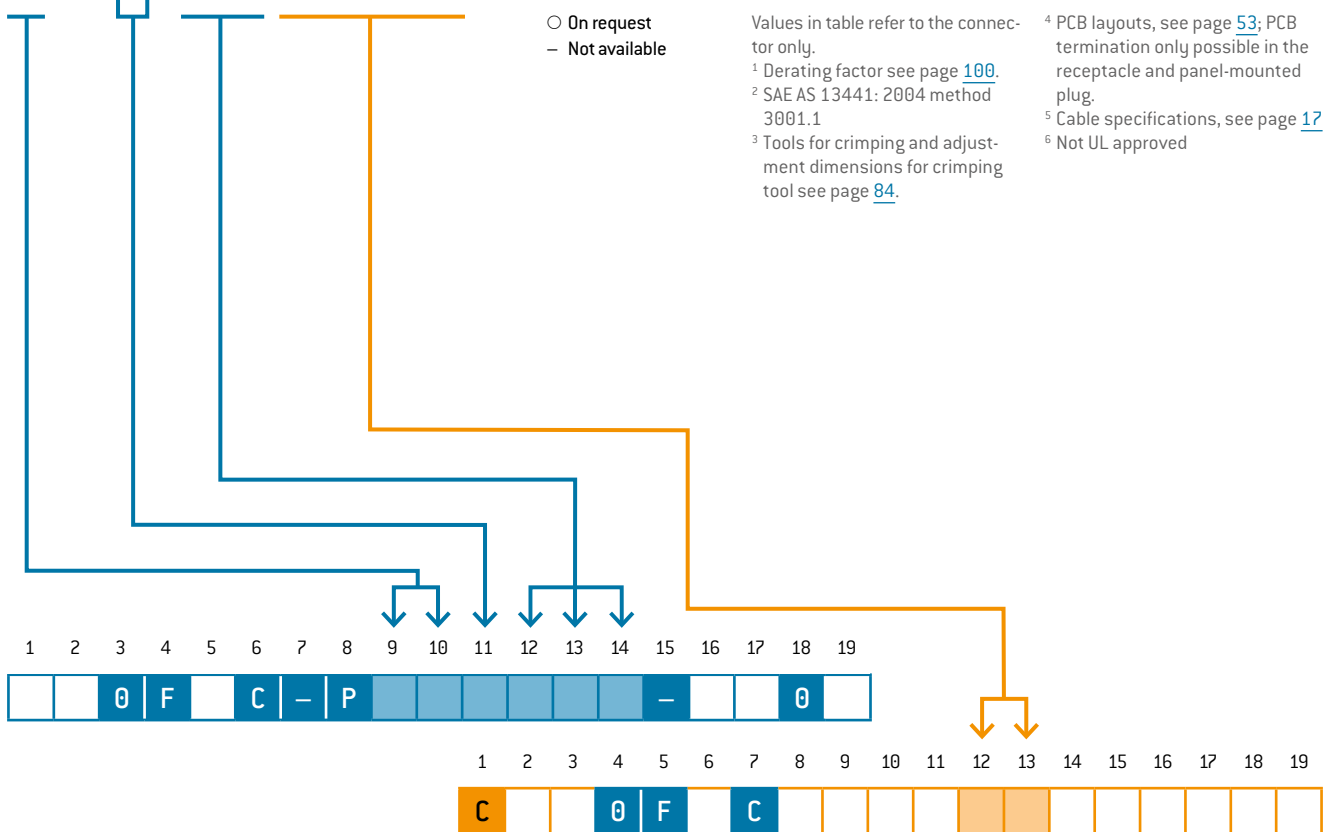 ○ On request
– Not available
Values in table refer to the connec-
tor only.
¹ Derating factor see page 100.
² SAE AS 13441: 2004 method
3001.1
³ Tools for crimping and adjust-
ment dimensions for crimping
tool see page 84.
⁴ PCB layouts, see page 53; PCB
termination only possible in the
receptacle and panel-mounted
plug.
⁵ Cable specifications, see page 17
⁶ Not UL approved
1 2 3 4 5 6 7 8 9 10 11 12 13 14 15 16 17 18 19
0 F C – P – 0
1 2 3 4 5 6 7 8 9 10 11 12 13 14 15 16 17 18 19
C 0 F C